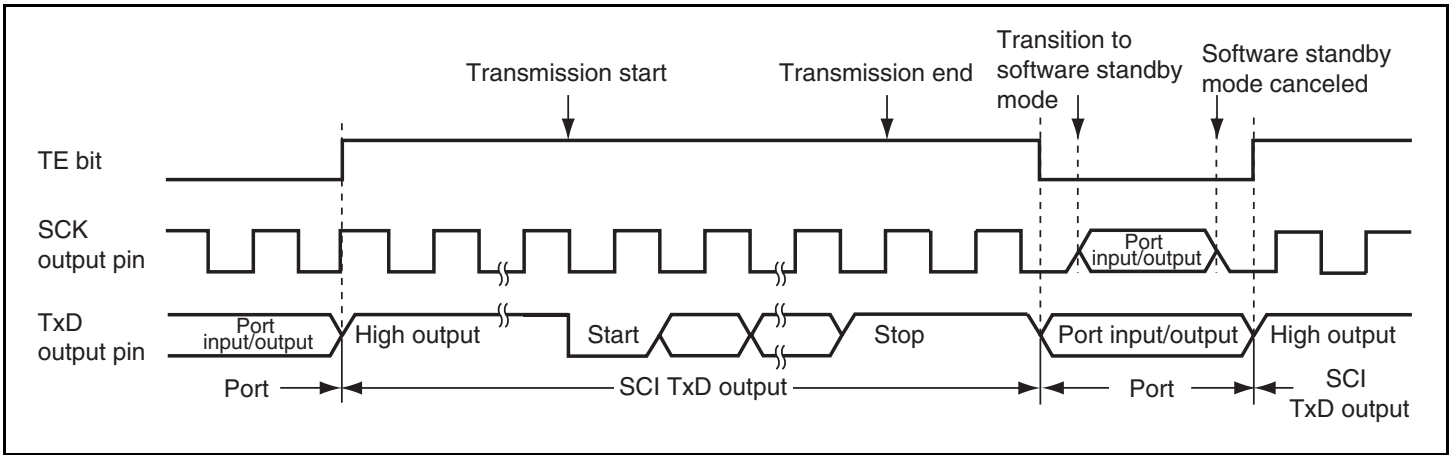 Transmission start
Transmission end
Transition to
software standby
mode
Software standby
mode canceled
TE bit
SCK
output pin
Port
input/output
TxD
output pin
Port
input/output
High output
Start
Stop
Port input/output
High output
Port
SCI TxD output
Port
SCI
TxD output